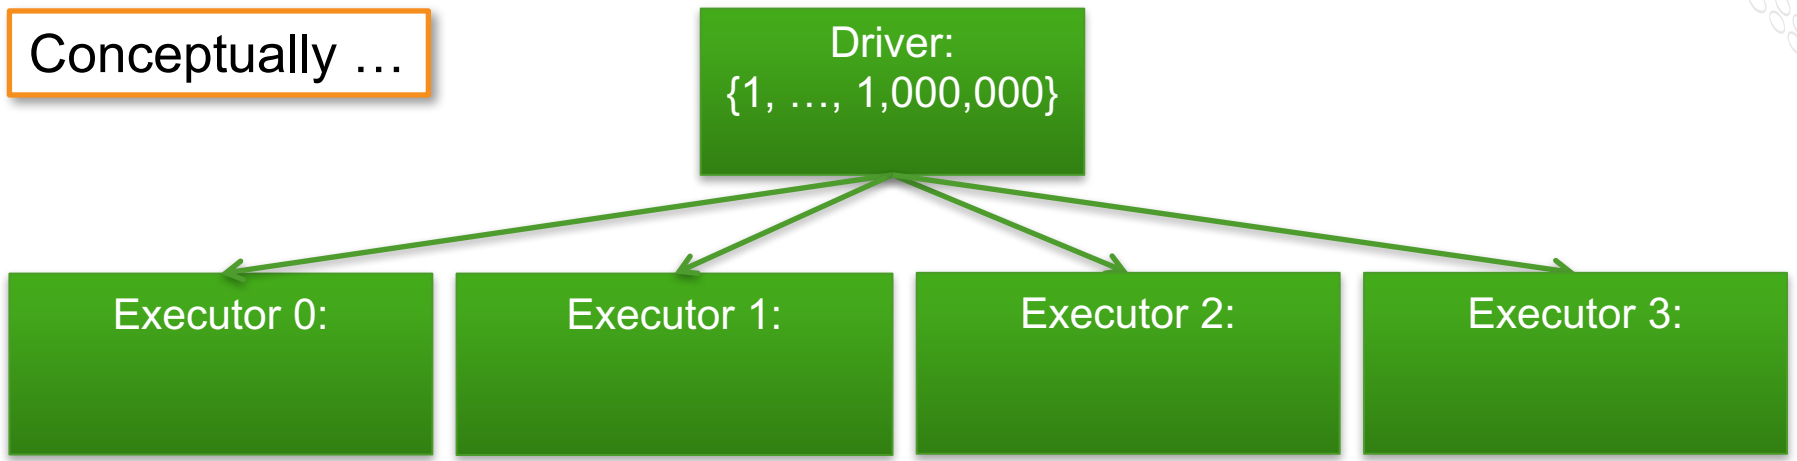 Conceptually …
Driver:
{1, …, 1,000,000}
Executor 0:
Executor 1:
Executor 2:
Executor 3: